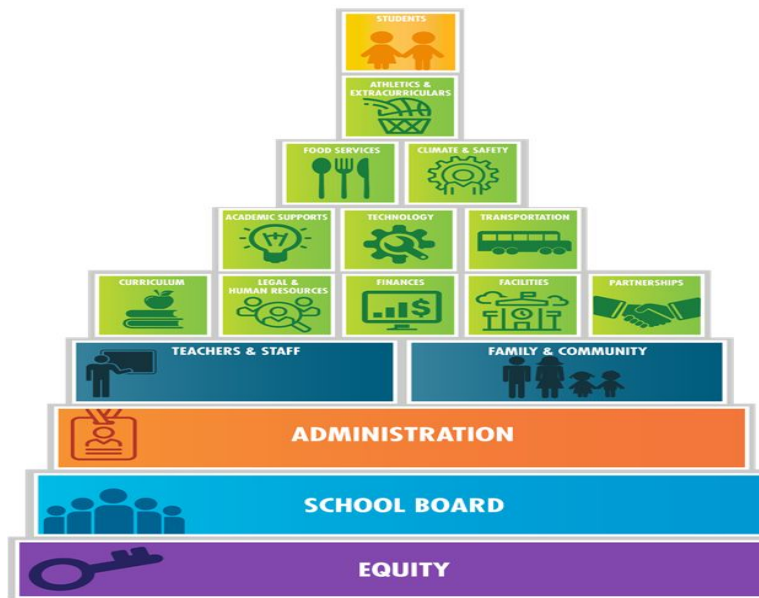 STUDENTS
ATHLETICS &
EXTRACURRICULARS
FOOD SERVICES
CLIMATE & SAFETY
ACADEMIC SUPPORTS
TECHNOLOGY
TRANSPORTATION
CURRICULUM
LEGAL &
HUMAN RESOURCES
FINANCES
FACILITIES
PARTNERSHIPS
TEACHERS & STAFF
FAMILY & COMMUNITY
ADMINISTRATION
SCHOOL BOARD
EQUITY